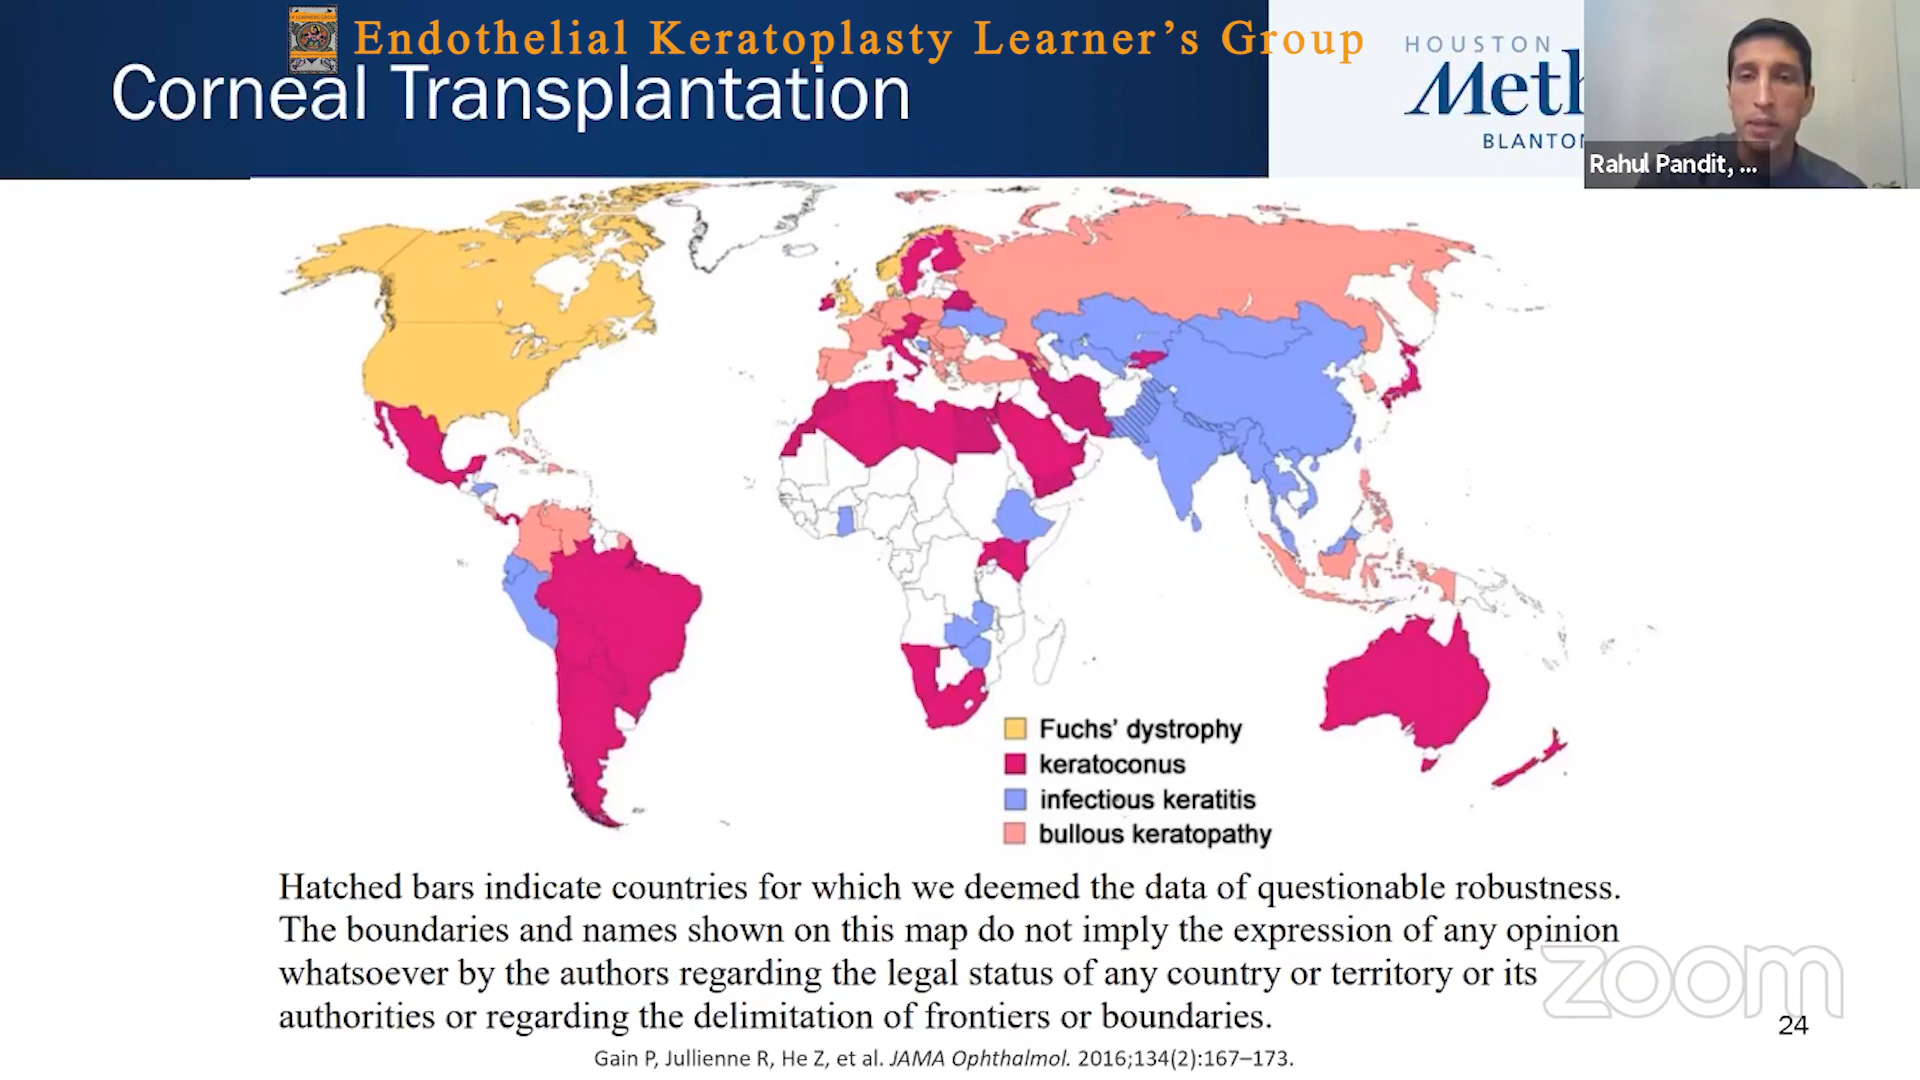 Endothelial Keratoplasty Learner’s Group
Corneal Transplantation
HOUSTON
Meth
BLANTON
Rahul Pandit, ...
Fuchs’ dystrophy
keratoconus
infectious keratitis
bullous keratopathy
Hatched bars indicate countries for which we deemed the data of questionable robustness.
The boundaries and names shown on this map do not imply the expression of any opinion
whatsoever by the authors regarding the legal status of any country or territory or its
authorities or regarding the delimitation of frontiers or boundaries.
zoom
24
Gain P, Jullienne R, He Z, et al. JAMA Ophthalmol. 2016;134(2):167–173.